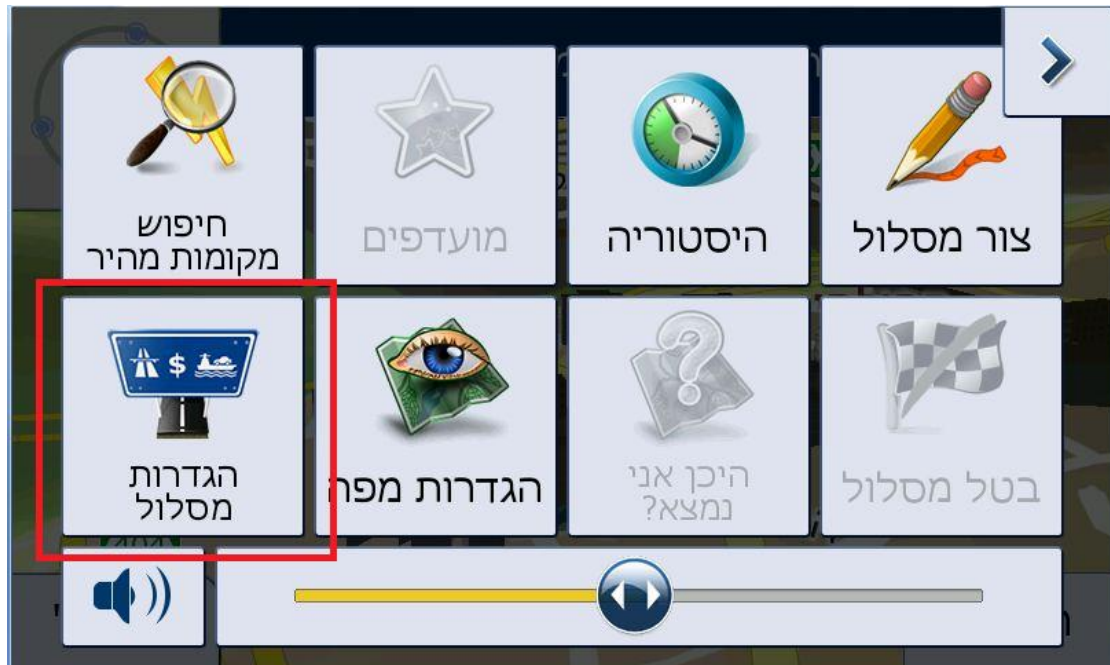 צור מסלול
היסטוריה
מועדפים
חיפוש
מקומות מהיר
בטל מסלול
היכן אני
נמצא?
הגדרות מפה
הגדרות
מסלול
$